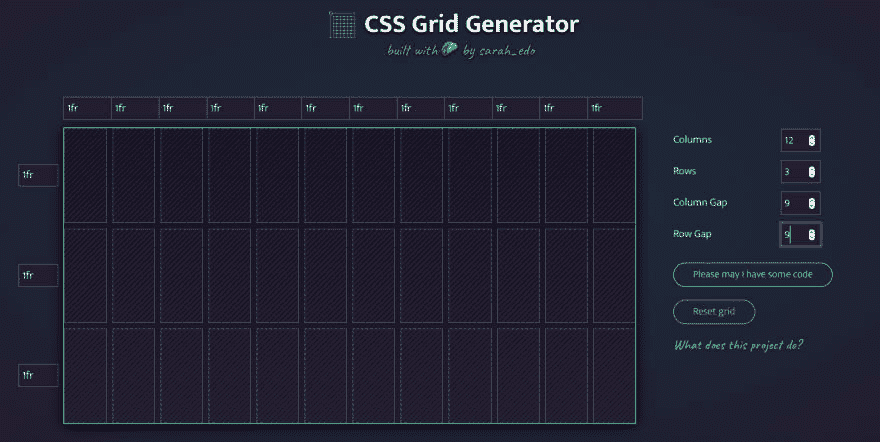 CSS Grid Generator
built with by sarah_edo
1fr 1fr 1fr 1fr 1fr 1fr 1fr 1fr 1fr 1fr 1fr 1fr
1fr
1fr
1fr
Columns 12
Rows 3
Column Gap 9
Row Gap 9
Please may I have some code
Reset grid
What does this project do?